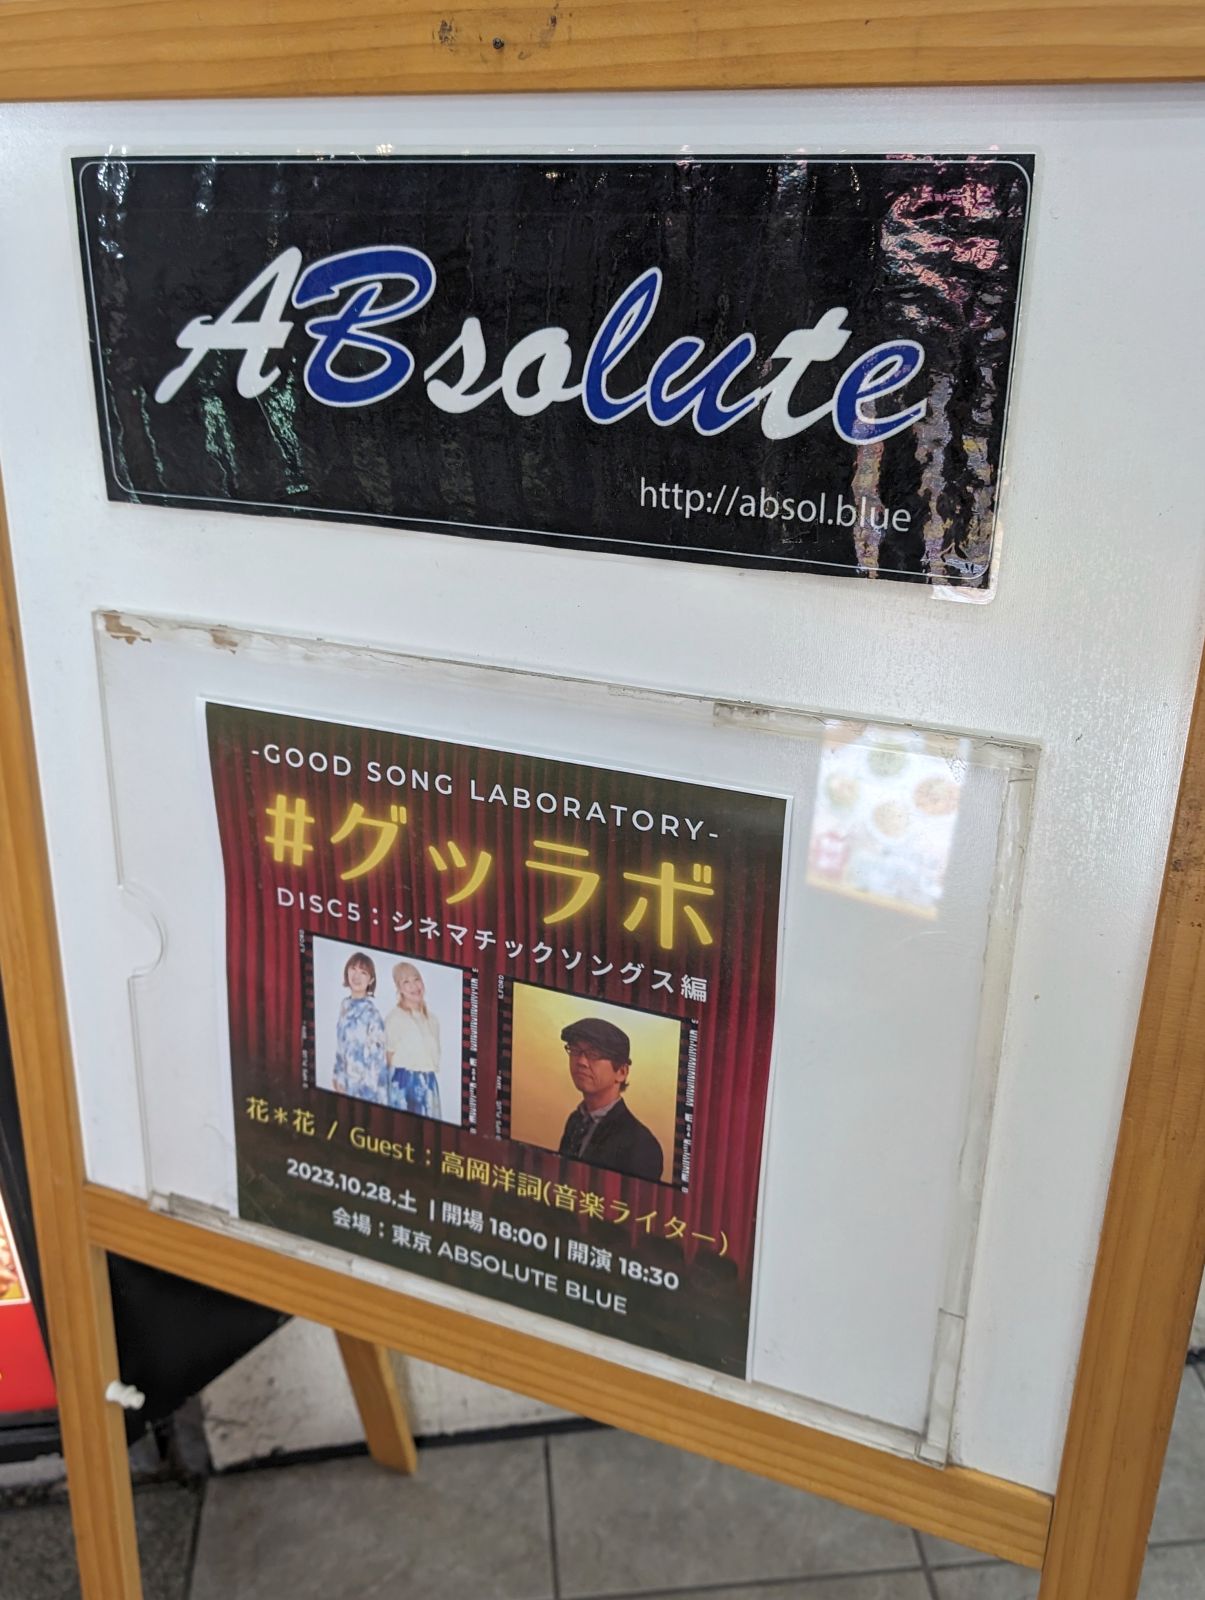 ABsolute
http://absol.blue
-GOOD SONG LABORATORY-
#グッラボ
DISC5：シネマチックソングス編
花＊花 / Guest：高岡洋詞(音楽ライター)
2023.10.28.土 | 開場 18:00 | 開演 18:30
会場：東京 ABSOLUTE BLUE